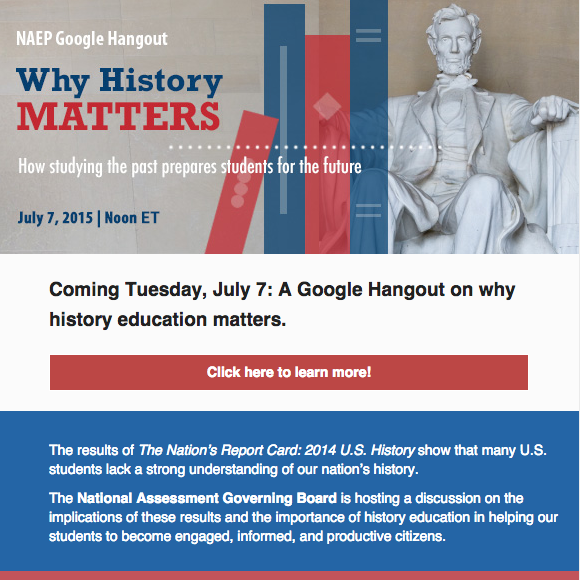 NAEP Google Hangout
Why History
MATTERS
How studying the past prepares students for the future
July 7, 2015 | Noon ET
Coming Tuesday, July 7: A Google Hangout on why
history education matters.
Click here to learn more!
The results of The Nation's Report Card: 2014 U.S. History show that many U.S.
students lack a strong understanding of our nation's history.
The National Assessment Governing Board is hosting a discussion on the
implications of these results and the importance of history education in helping our
students to become engaged, informed, and productive citizens.